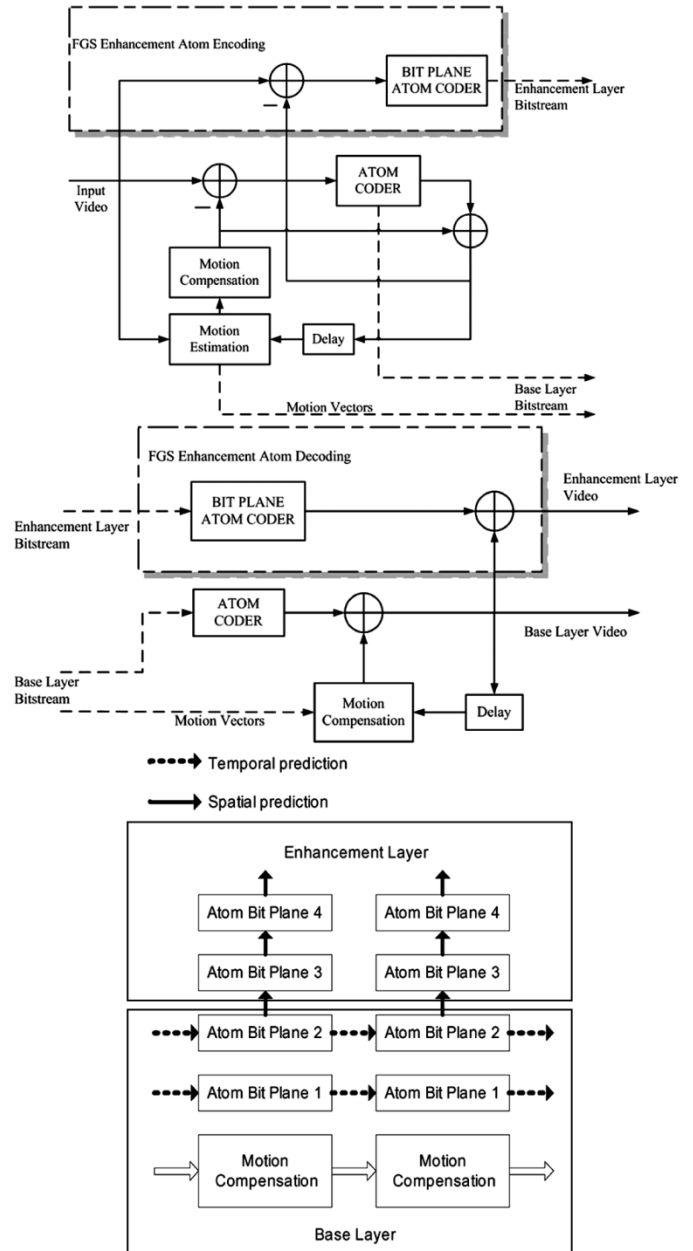 FGS Enhancement Atom Encoding
BIT PLANE
ATOM CODER
Enhancement Layer
Bitstream
Input
Video
ATOM
CODER
Motion
Compensation
Motion
Estimation
Delay
Base Layer
Bitstream
Motion Vectors
FGS Enhancement Atom Decoding
Enhancement Layer
Video
BIT PLANE
ATOM CODER
Enhancement Layer
Bitstream
ATOM
CODER
Base Layer Video
Base Layer
Bitstream
Motion Vectors
Motion
Compensation
Delay
Temporal prediction
Spatial prediction
Enhancement Layer
Atom Bit Plane 4
Atom Bit Plane 4
Atom Bit Plane 3
Atom Bit Plane 3
Atom Bit Plane 2
Atom Bit Plane 2
Atom Bit Plane 1
Atom Bit Plane 1
Motion
Compensation
Motion
Compensation
Base Layer